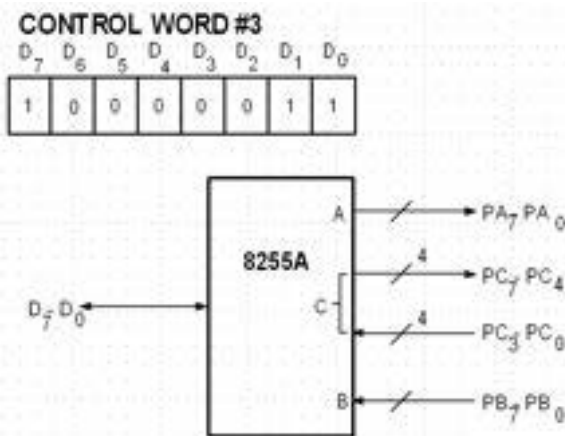 CONTROL WORD #3
D7 D6 D5 D4 D3 D2 D1 D0
1 0 0 0 0 0 1 1
A PA7, PA0
8255A 4 PC7, PC4
C
D7, D0 4 PC3, PC0
B PB7, PB0